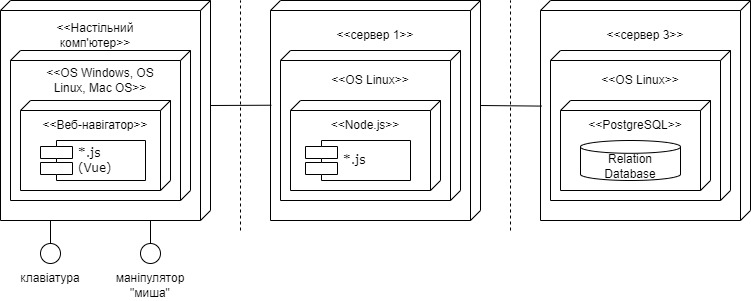 <<Настільний
комп'ютер>>
<<OS Windows, OS
Linux, Mac OS>>
<<Веб-навігатор>>
*.js
(Vue)
клавіатура
маніпулятор
"миша"
<<сервер 1>>
<<OS Linux>>
<<Node.js>>
*.js
<<сервер 3>>
<<OS Linux>>
<<PostgreSQL>>
Relation
Database